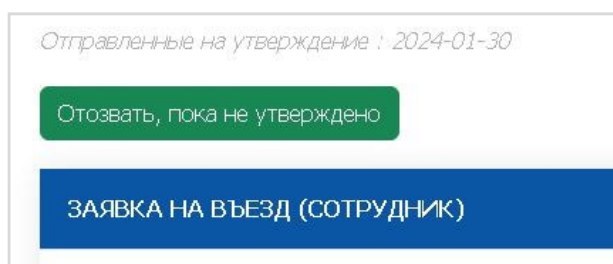 Отправленные на утверждение : 2024-01-30
Отозвать, пока не утверждено
ЗАЯВКА НА ВЪЕЗД (СОТРУДНИК)